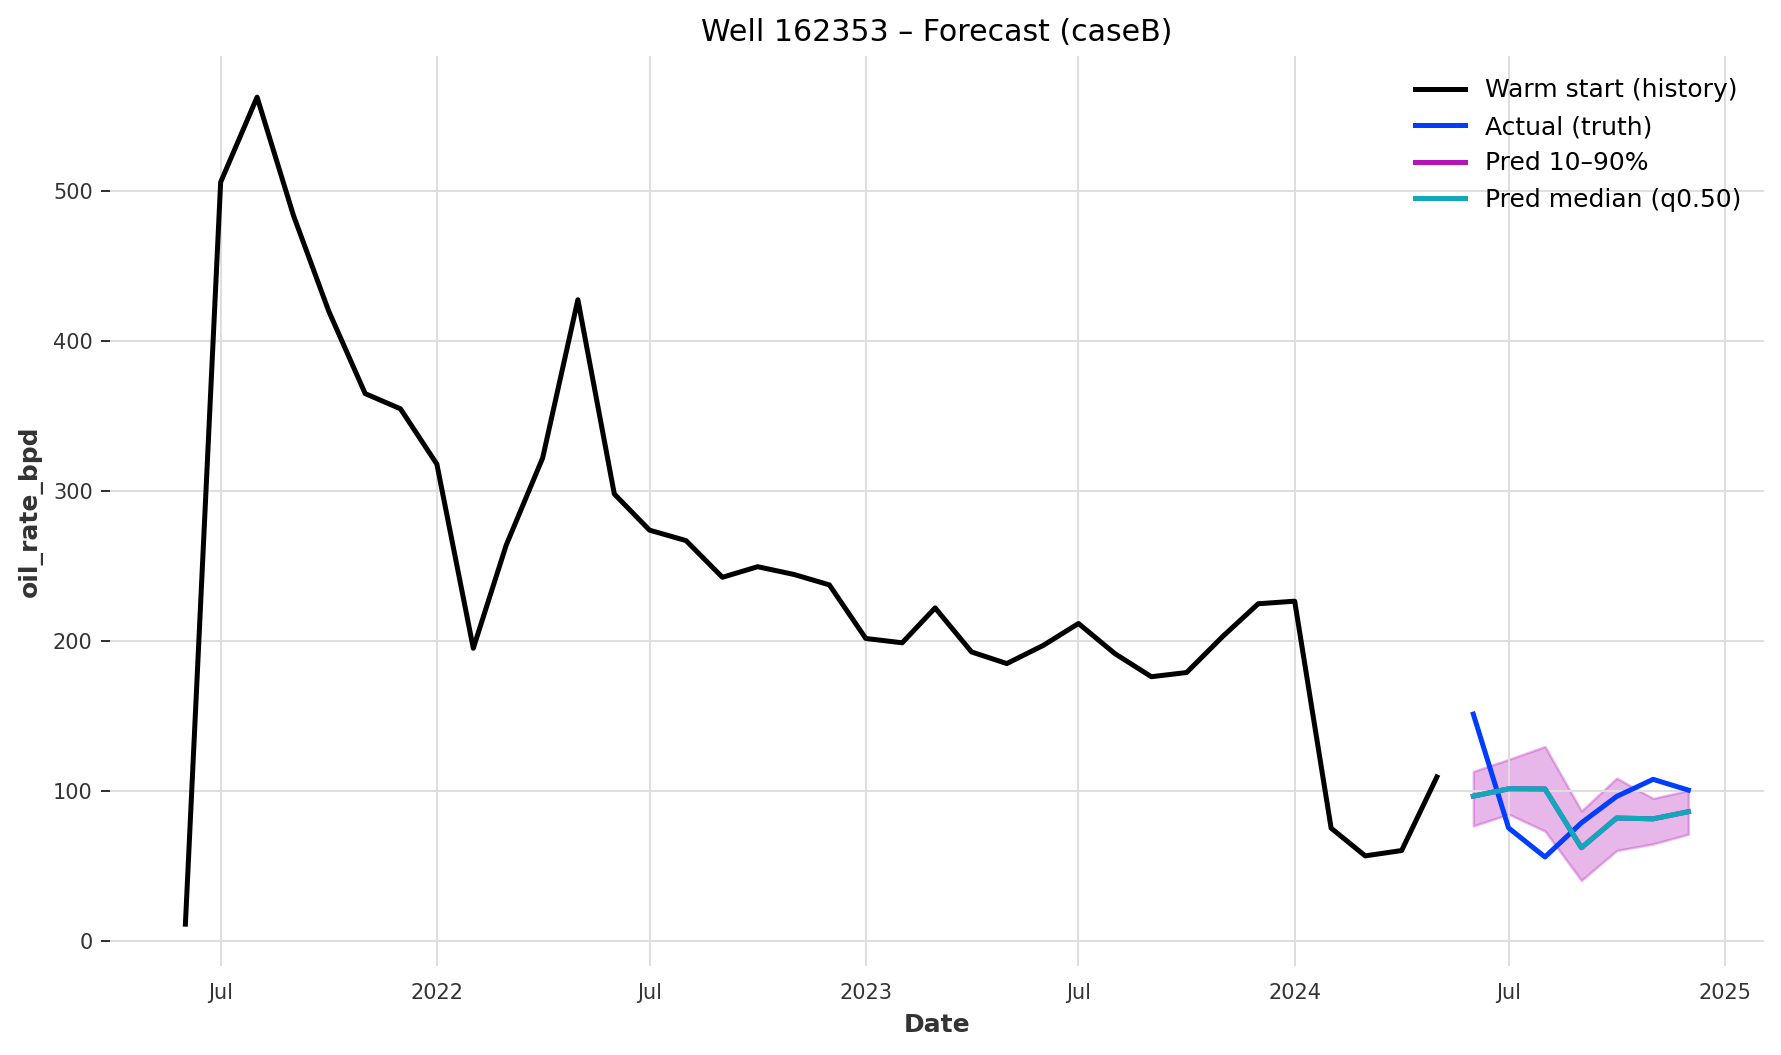 Well 162353 – Forecast (caseB)
Warm start (history)
Actual (truth)
Pred 10–90%
Pred median (q0.50)
oil_rate_bpd
500
400
300
200
100
0
Jul
2022
Jul
2023
Jul
2024
Jul
2025
Date